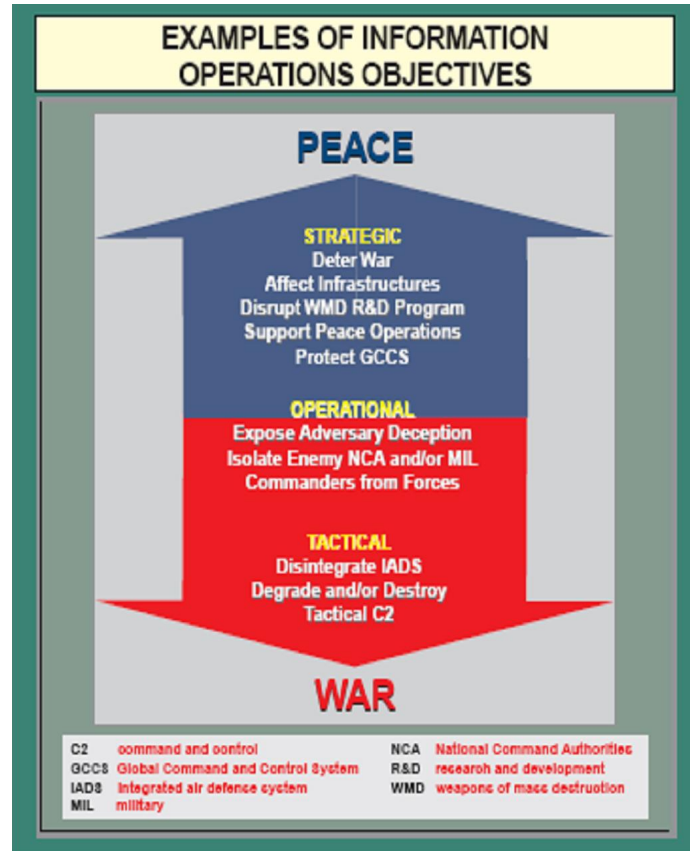 EXAMPLES OF INFORMATION
OPERATIONS OBJECTIVES
PEACE
STRATEGIC
Deter War
Affect Infrastructures
Disrupt WMD R&D Program
Support Peace Operations
Protect GCCS
OPERATIONAL
Expose Adversary Deception
Isolate Enemy NCA and/or MIL
Commanders from Forces
TACTICAL
Disintegrate IADS
Degrade and/or Destroy
Tactical C2
WAR
C2 command and control
GCCS Global Command and Control System
IADS integrated air defense system
MIL military
NCA National Command Authorities
R&D research and development
WMD weapons of mass destruction